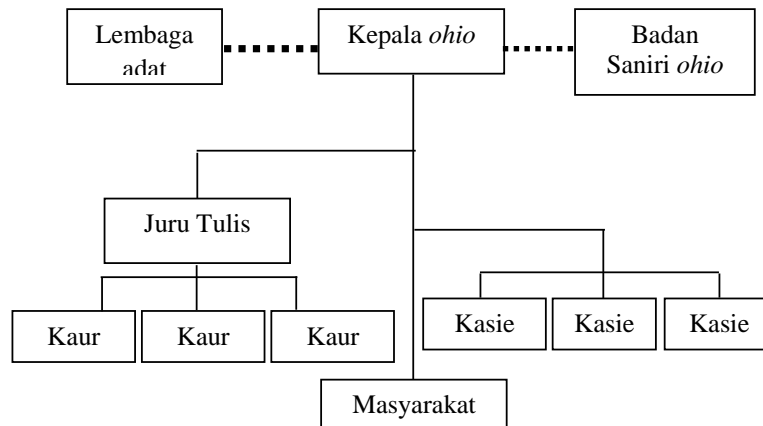 Lembaga
adat
Kepala ohio
Badan
Saniri ohio
Juru Tulis
Kaur
Kaur
Kaur
Kasie
Kasie
Kasie
Masyarakat